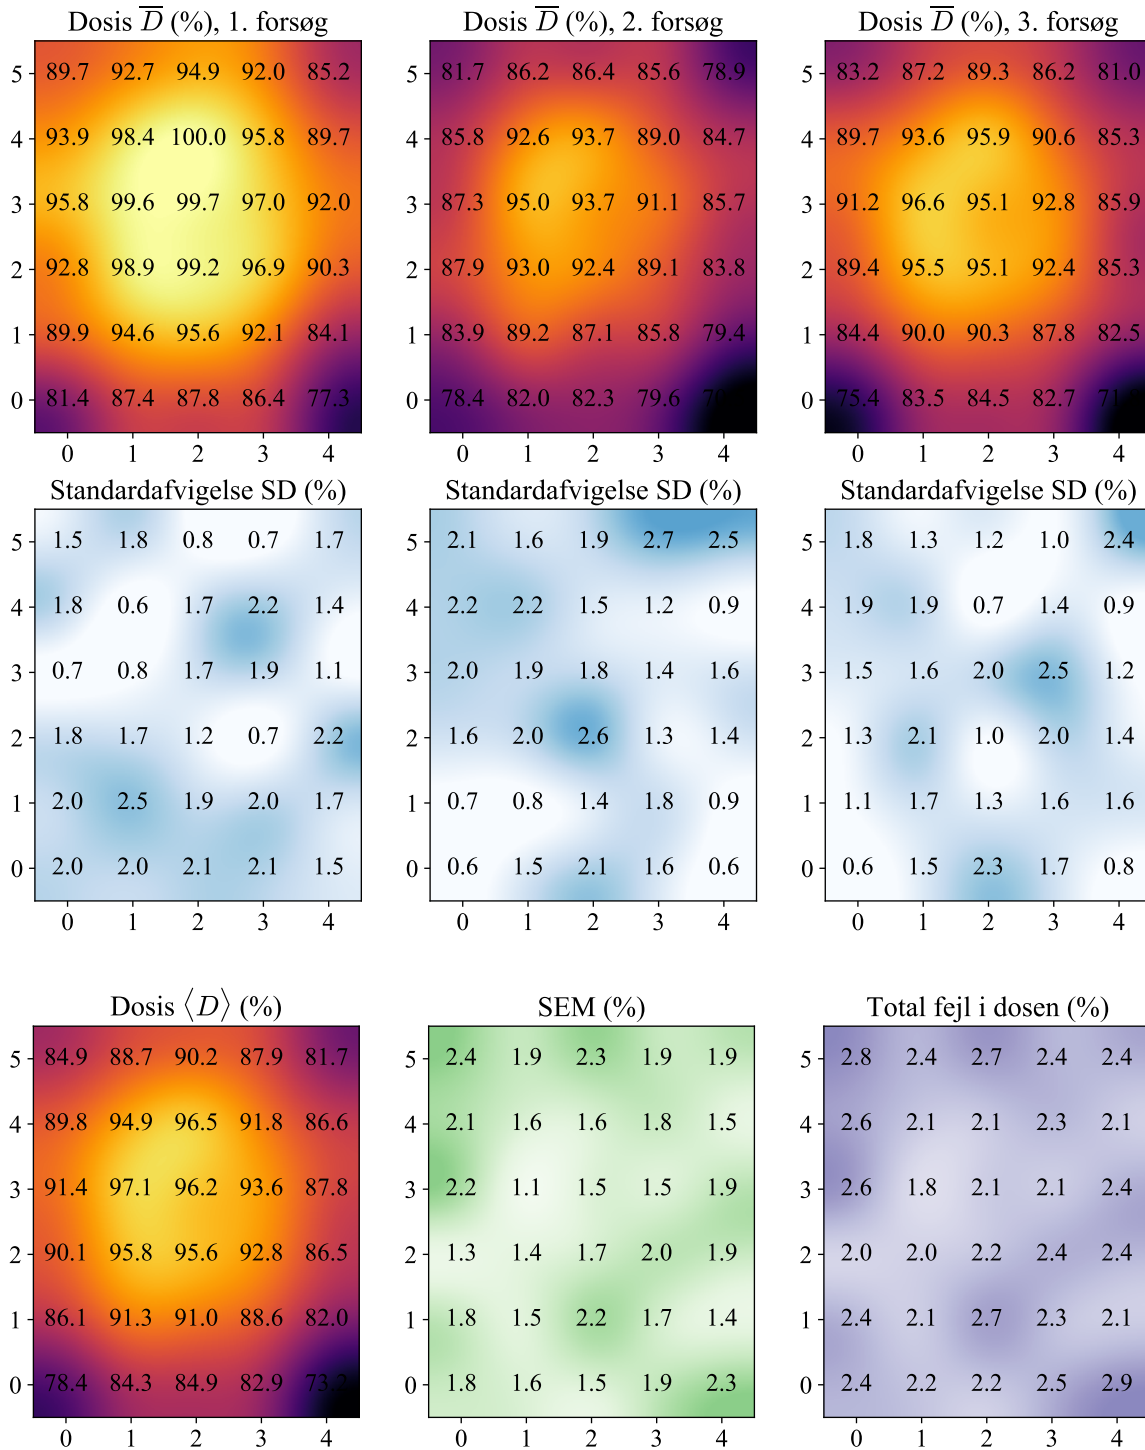 Dosis D (%), 1. forsøg
Dosis D (%), 2. forsøg
Dosis D (%), 3. forsøg
5 89.7 92.7 94.9 92.0 85.2
4 93.9 98.4 100.0 95.8 89.7
3 95.8 99.6 99.7 97.0 92.0
2 92.8 98.9 99.2 96.9 90.3
1 89.9 94.6 95.6 92.1 84.1
0 81.4 87.4 87.8 86.4 77.3
0 1 2 3 4
5 81.7 86.2 86.4 85.6 78.9
4 85.8 92.6 93.7 89.0 84.7
3 87.3 95.0 93.7 91.1 85.7
2 87.9 93.0 92.4 89.1 83.8
1 83.9 89.2 87.1 85.8 79.4
0 78.4 82.0 82.3 79.6
0 1 2 3 4
5 83.2 87.2 89.3 86.2 81.0
4 89.7 93.6 95.9 90.6 85.3
3 91.2 96.6 95.1 92.8 85.9
2 89.4 95.5 95.1 92.4 85.3
1 84.4 90.0 90.3 87.8 82.5
0 75.4 83.5 84.5 82.7
0 1 2 3 4
Standardafvigelse SD (%)
Standardafvigelse SD (%)
Standardafvigelse SD (%)
5 1.5 1.8 0.8 0.7 1.7
4 1.8 0.6 1.7 2.2 1.4
3 0.7 0.8 1.7 1.9 1.1
2 1.8 1.7 1.2 0.7 2.2
1 2.0 2.5 1.9 2.0 1.7
0 2.0 2.0 2.1 2.1 1.5
0 1 2 3 4
5 2.1 1.6 1.9 2.7 2.5
4 2.2 2.2 1.5 1.2 0.9
3 2.0 1.9 1.8 1.4 1.6
2 1.6 2.0 2.6 1.3 1.4
1 0.7 0.8 1.4 1.8 0.9
0 0.6 1.5 2.1 1.6 0.6
0 1 2 3 4
5 1.8 1.3 1.2 1.0 2.4
4 1.9 1.9 0.7 1.4 0.9
3 1.5 1.6 2.0 2.5 1.2
2 1.3 2.1 1.0 2.0 1.4
1 1.1 1.7 1.3 1.6 1.6
0 0.6 1.5 2.3 1.7 0.8
0 1 2 3 4
Dosis ⟨D⟩ (%)
SEM (%)
Total fejl i dosen (%)
5 84.9 88.7 90.2 87.9 81.7
4 89.8 94.9 96.5 91.8 86.6
3 91.4 97.1 96.2 93.6 87.8
2 90.1 95.8 95.6 92.8 86.5
1 86.1 91.3 91.0 88.6 82.0
0 78.4 84.3 84.9 82.9
0 1 2 3 4
5 2.4 1.9 2.3 1.9 1.9
4 2.1 1.6 1.6 1.8 1.5
3 2.2 1.1 1.5 1.5 1.9
2 1.3 1.4 1.7 2.0 1.9
1 1.8 1.5 2.2 1.7 1.4
0 1.8 1.6 1.5 1.9 2.3
0 1 2 3 4
5 2.8 2.4 2.7 2.4 2.4
4 2.6 2.1 2.1 2.3 2.1
3 2.6 1.8 2.1 2.1 2.4
2 2.0 2.0 2.2 2.4 2.4
1 2.4 2.1 2.7 2.3 2.1
0 2.4 2.2 2.2 2.5 2.9
0 1 2 3 4